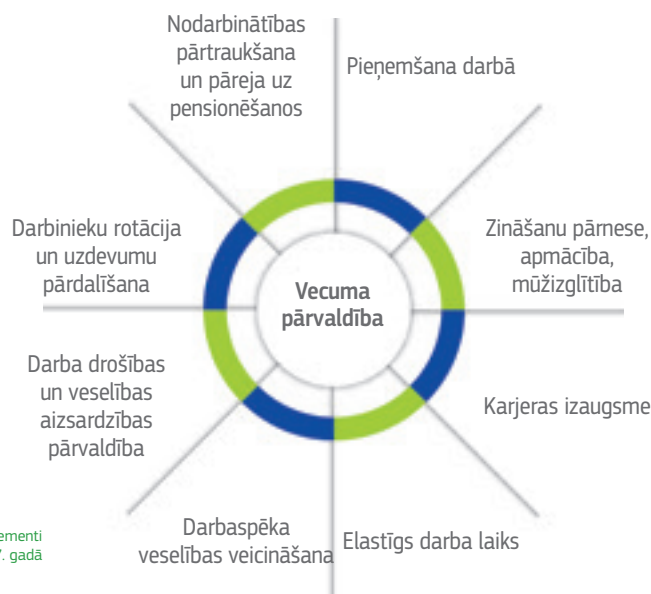 Nodarbinātības
pārtraukšana
un pāreja uz
pensionēšanos
Pieņemšana darbā
Zināšanu pārnese,
apmācība,
mūžizglītība
Karjeras izaugsme
Elastīgs darba laiks
Darbaspēka
veselības veicināšana
Darba drošības
un veselības
aizsardzības
pārvaldība
Darbinieku rotācija
un uzdevumu
pārdalīšana
Vecuma
pārvaldība
gadā